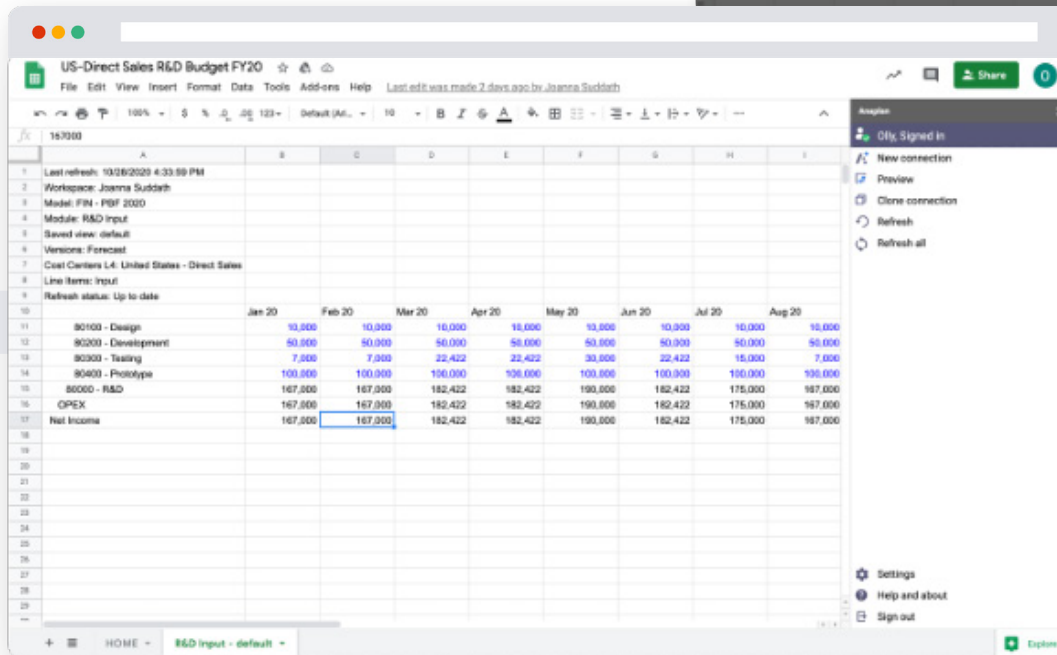 US-Direct Sales R&D Budget FY20
File Edit View Insert Format Data Tools Add-ons Help Last edit was made 2 days ago by Joanna Suddath
Share O
100% $ % .0 .00 123 Default (Ari... 10 B I S A
fx 167000
A B C D E F G H I
1 Last refresh: 10/28/2020 4:33:59 PM
2 Workspace: Joanna Suddath
3 Model: FIN - PBF 2020
4 Module: R&D Input
5 Saved view: default
6 Versions: Forecast
7 Cost Centers L4: United States - Direct Sales
8 Line Items: Input
9 Refresh status: Up to date
10 Jan 20 Feb 20 Mar 20 Apr 20 May 20 Jun 20 Jul 20 Aug 20
11 80100 - Design 10,000 10,000 10,000 10,000 10,000 10,000 10,000 10,000
12 80200 - Development 50,000 50,000 50,000 50,000 50,000 50,000 50,000 50,000
13 80300 - Testing 7,000 7,000 22,422 22,422 30,000 22,422 15,000 7,000
14 80400 - Prototype 100,000 100,000 100,000 100,000 100,000 100,000 100,000 100,000
15 80000 - R&D 167,000 167,000 182,422 182,422 190,000 182,422 175,000 167,000
16 OPEX 167,000 167,000 182,422 182,422 190,000 182,422 175,000 167,000
17 Net Income 167,000 167,000 182,422 182,422 190,000 182,422 175,000 167,000
18
19
20
21
22
23
24
25
26
27
28
29
HOME R&D Input - default
Anaplan
Olly, Signed in
New connection
Preview
Clone connection
Refresh
Refresh all
Settings
Help and about
Sign out
Explore